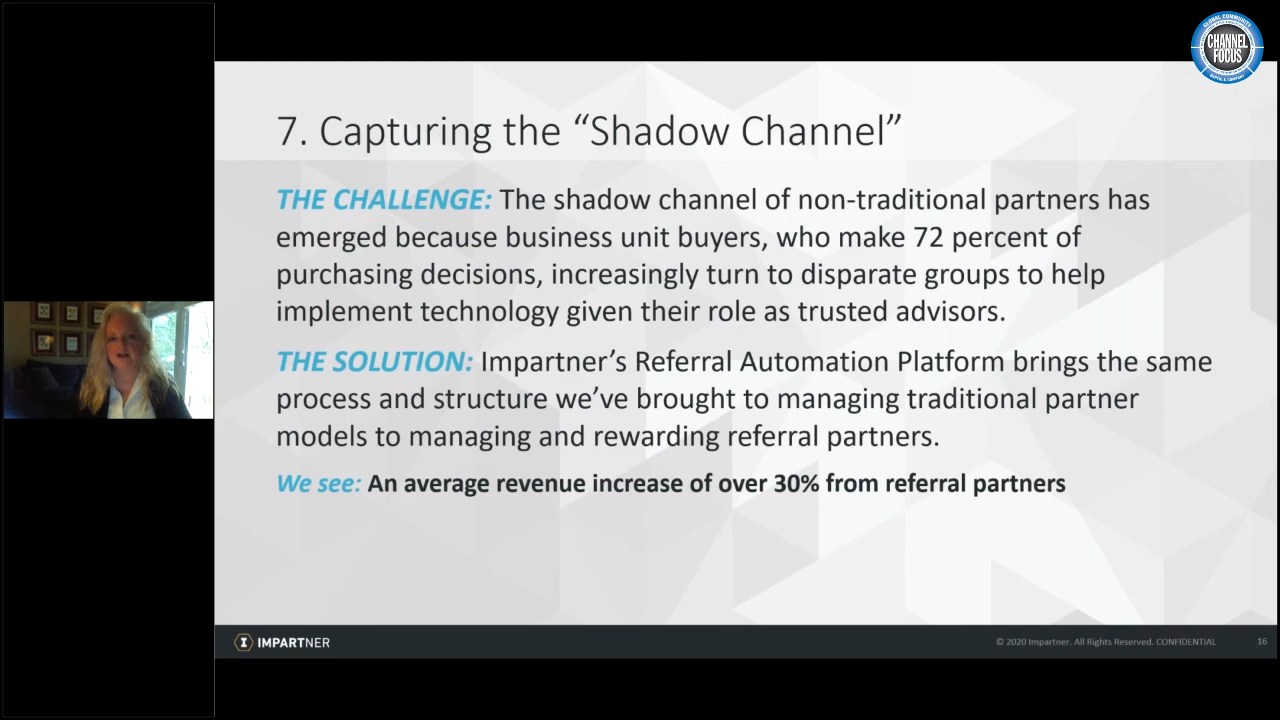 GLOBAL COMMUNITY
CHANNEL
FOCUS
7. Capturing the “Shadow Channel”
THE CHALLENGE: The shadow channel of non-traditional partners has
emerged because business unit buyers, who make 72 percent of
purchasing decisions, increasingly turn to disparate groups to help
implement technology given their role as trusted advisors.
THE SOLUTION: Impartner’s Referral Automation Platform brings the same
process and structure we’ve brought to managing traditional partner
models to managing and rewarding referral partners.
We see: An average revenue increase of over 30% from referral partners
IMPARTNER
© 2020 Impartner. All Rights Reserved. CONFIDENTIAL 16